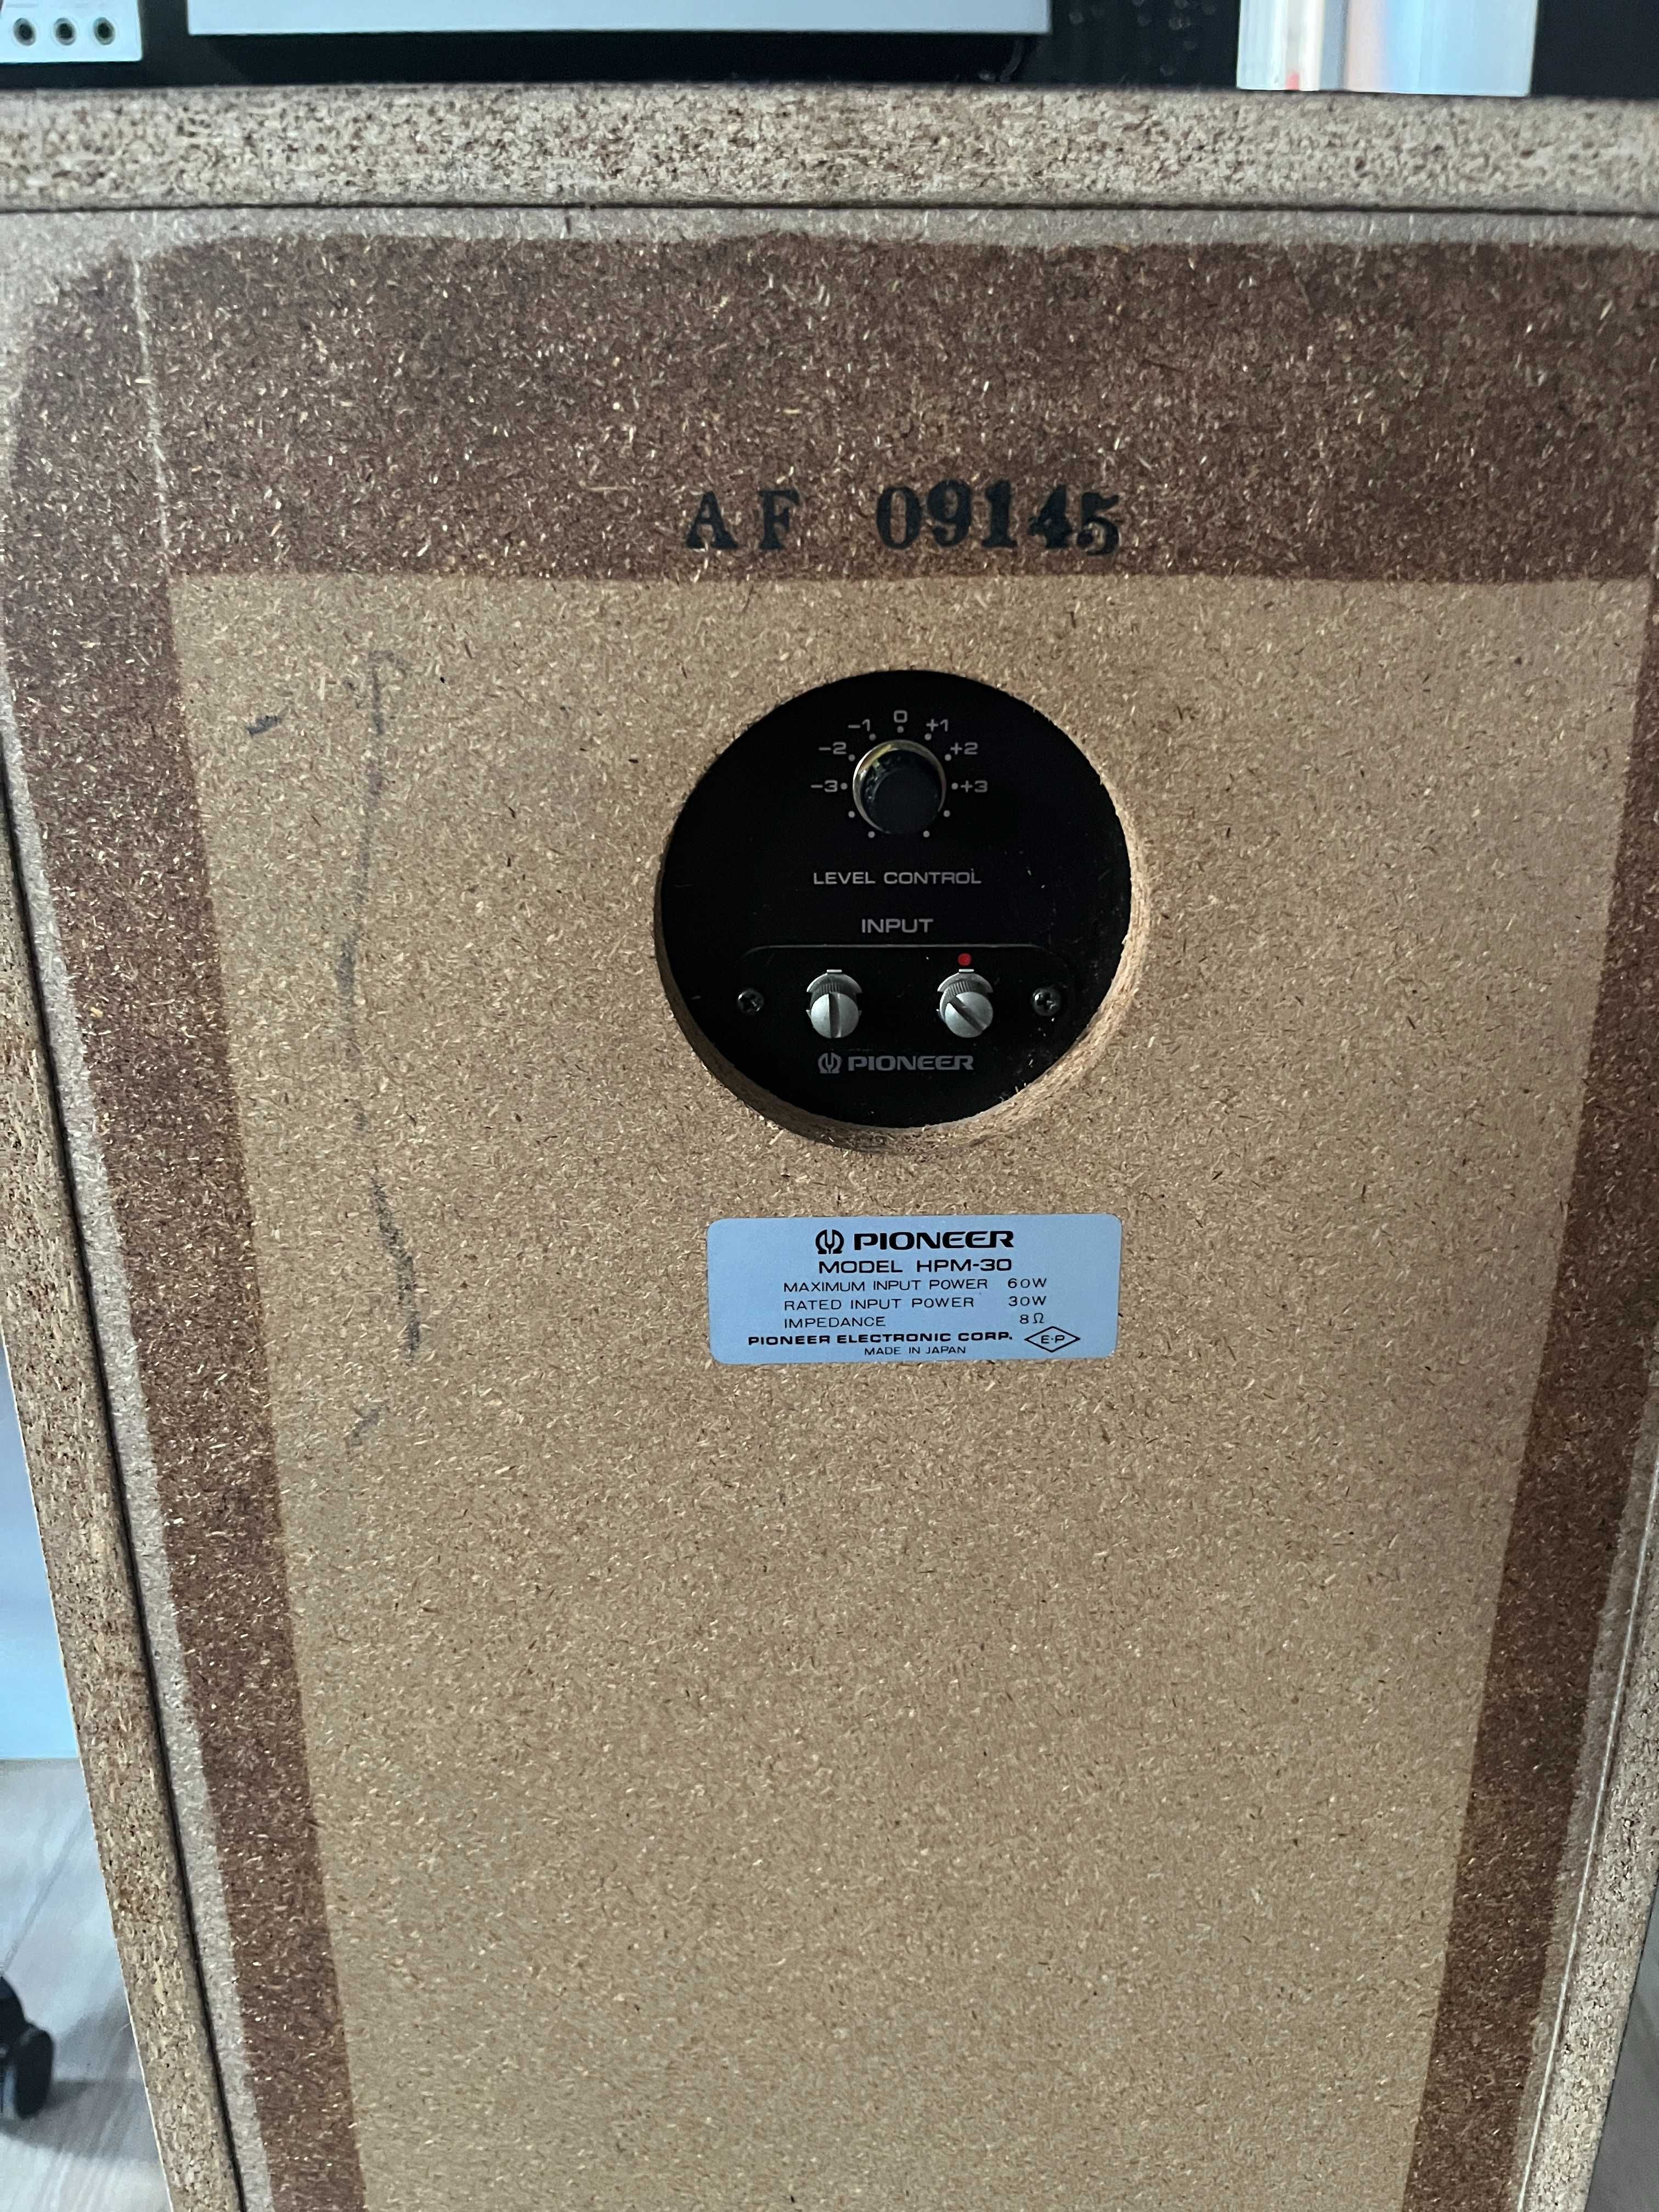 AF 09145
0
-1 +1
-2 +2
-3 +3
LEVEL CONTROL
INPUT
PIONEER
PIONEER
MODEL HPM-30
MAXIMUM INPUT POWER 60W
RATED INPUT POWER 30W
IMPEDANCE 8Ω
PIONEER ELECTRONIC CORP. E·P
MADE IN JAPAN